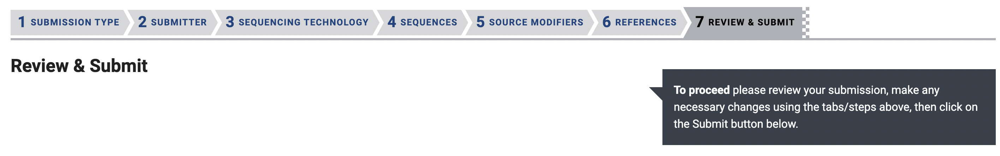 1 SUBMISSION TYPE 2 SUBMITTER 3 SEQUENCING TECHNOLOGY 4 SEQUENCES 5 SOURCE MODIFIERS 6 REFERENCES 7 REVIEW & SUBMIT
Review & Submit
To proceed please review your submission, make any
necessary changes using the tabs/steps above, then click on
the Submit button below.